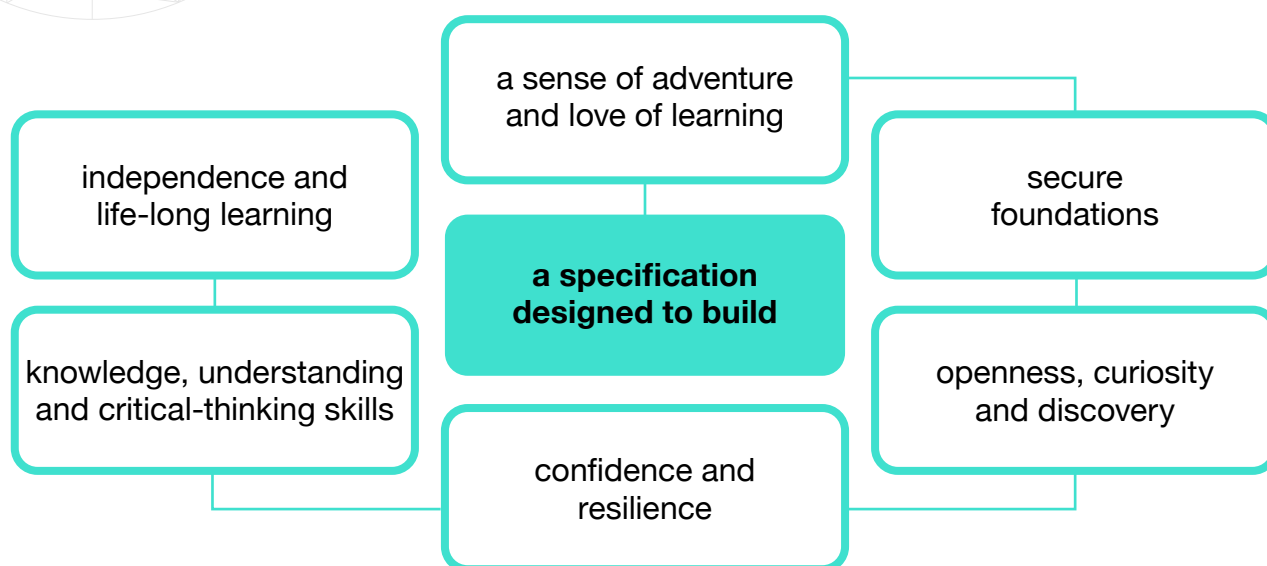 a sense of adventure
and love of learning
independence and
life-long learning
secure
foundations
a specification
designed to build
knowledge, understanding
and critical-thinking skills
openness, curiosity
and discovery
confidence and
resilience